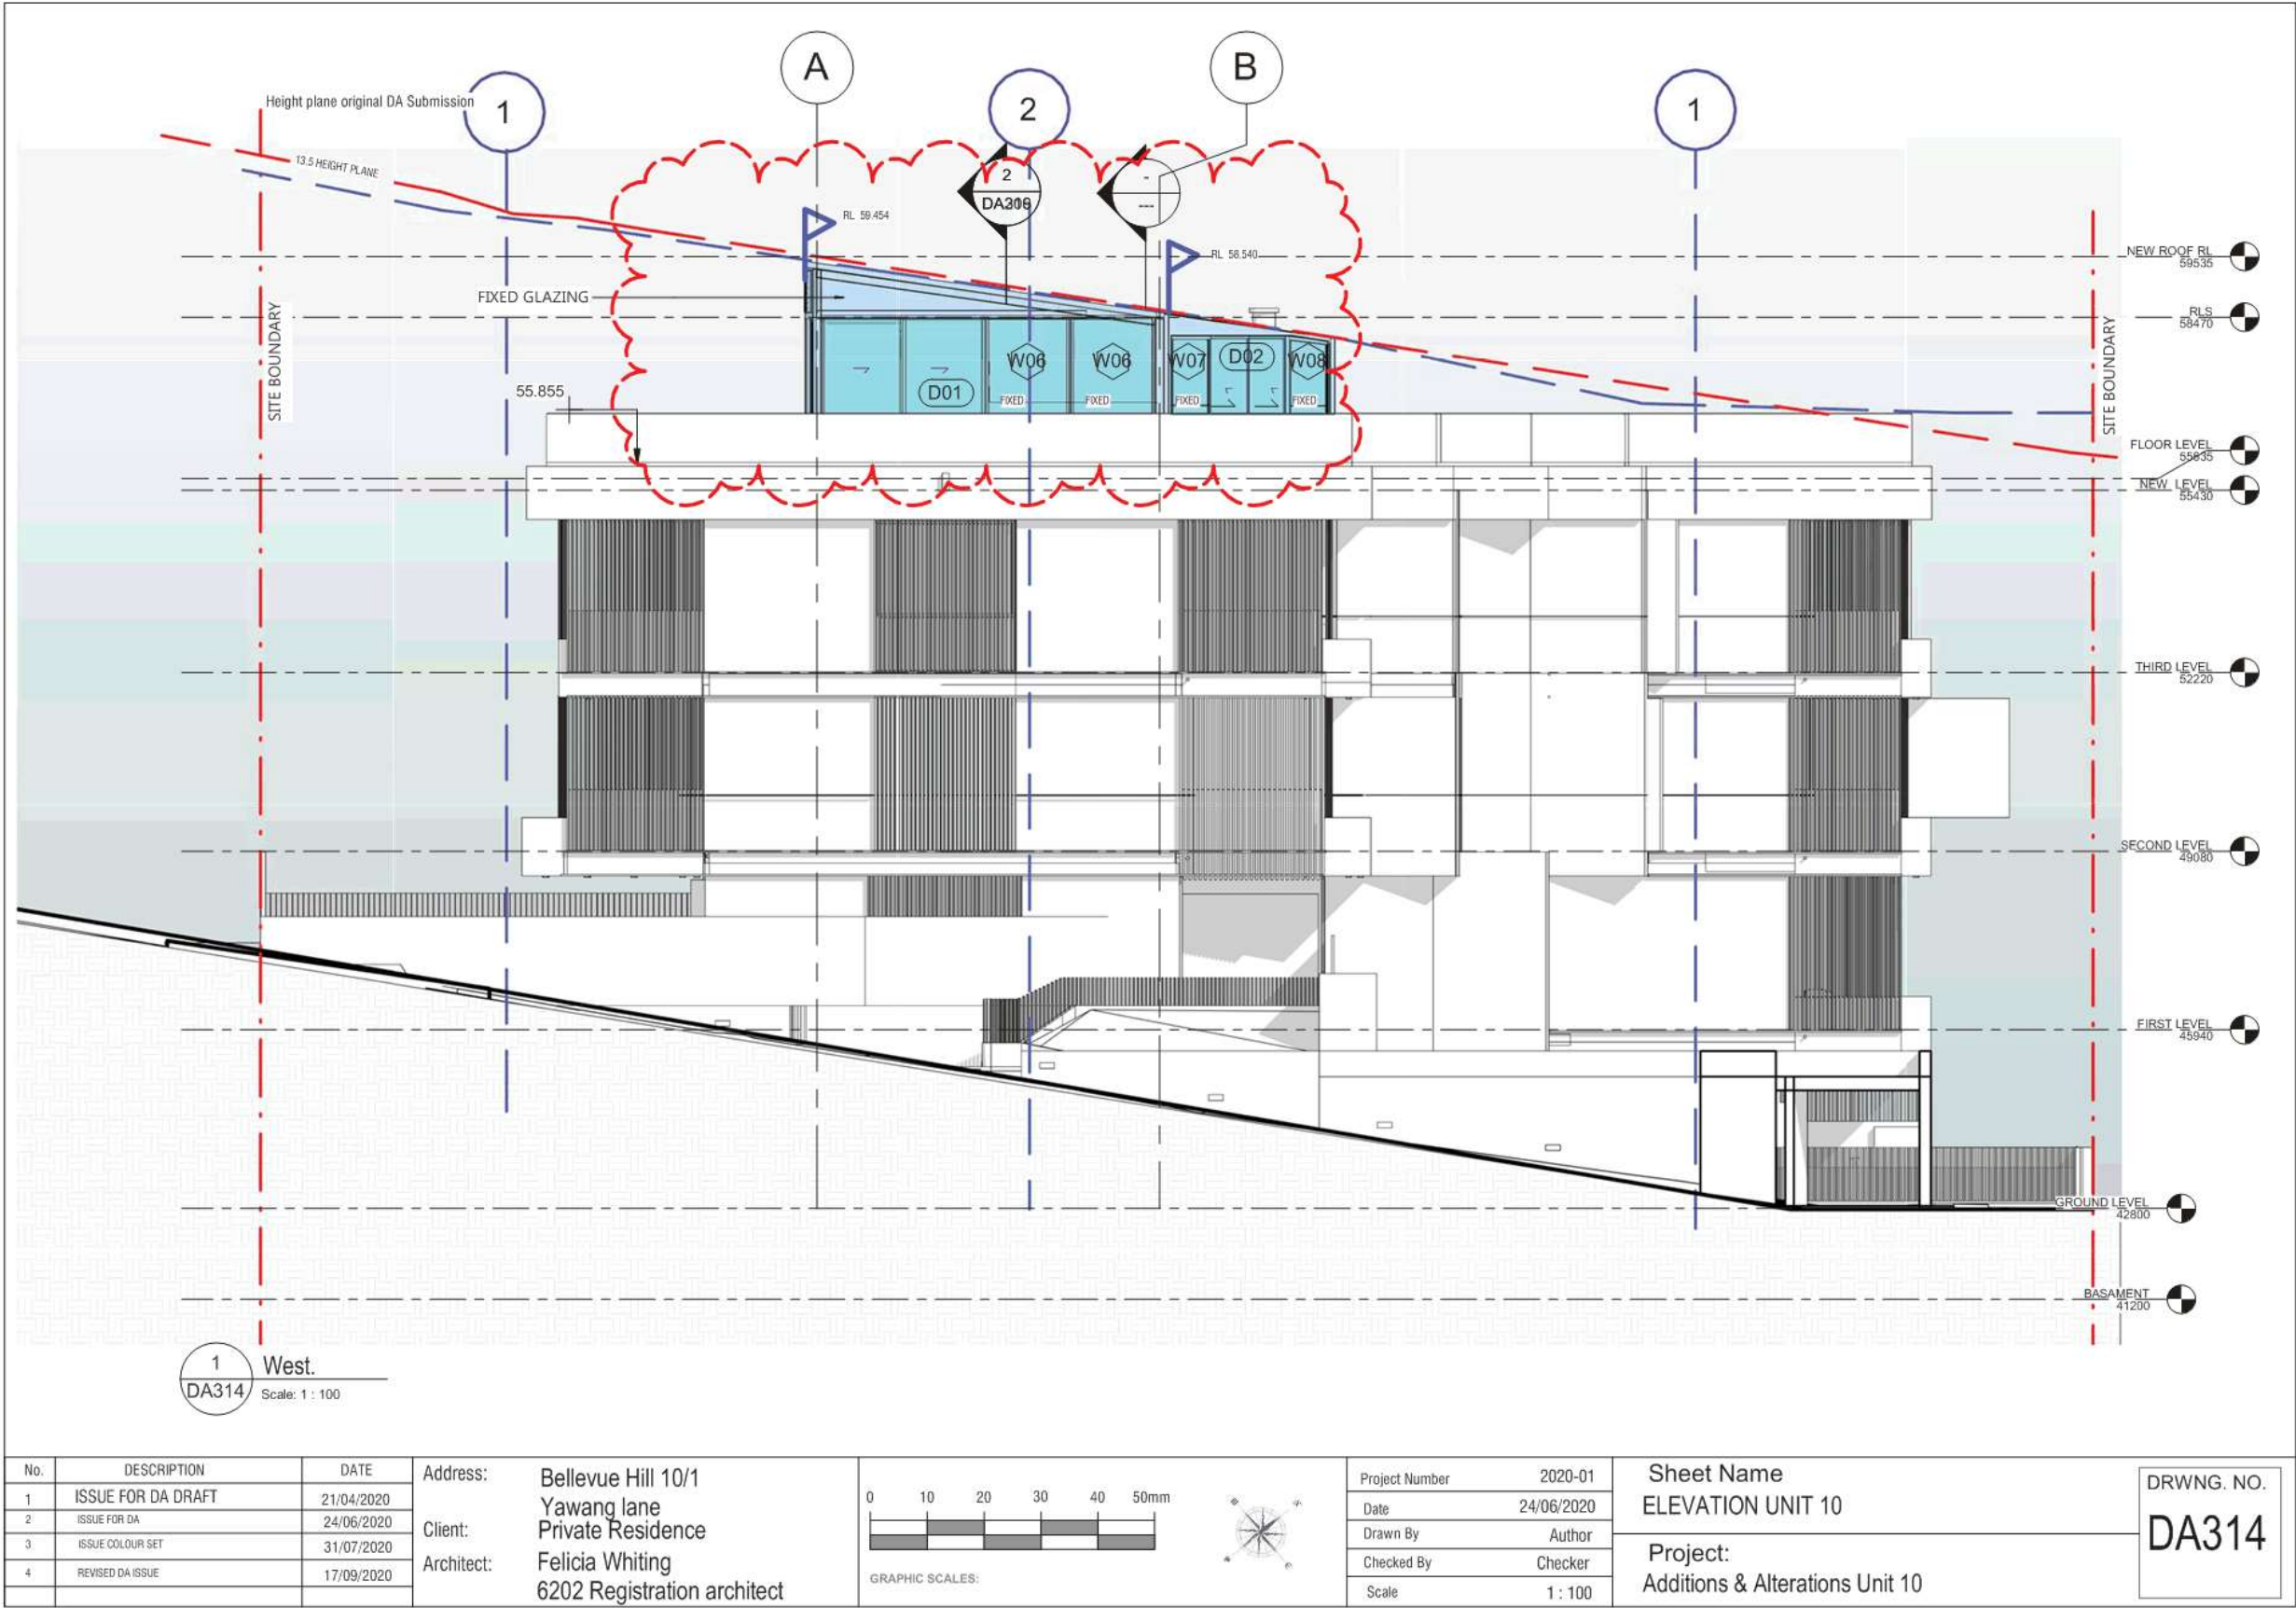 A
B
Height plane original DA Submission
1
2
1
13.5 HEIGHT PLANE
2
-
---
RL 59.454
RL 58.540
NEW ROOF RL
59535
FIXED GLAZING
RLS
58470
SITE BOUNDARY
SITE BOUNDARY
W06
W06
W07
D02
W08
55.855
D01
FIXED
FIXED
FIXED
FIXED
FLOOR LEVEL
NEW LEVEL
55430
THIRD LEVEL
52220
SECOND LEVEL
49080
FIRST LEVEL
45940
GROUND LEVEL
42800
BASAMENT
41200
1
DA314
West.
Scale: 1 : 100
No. DESCRIPTION DATE
1 ISSUE FOR DA DRAFT 21/04/2020
2 ISSUE FOR DA 24/06/2020
3 ISSUE COLOUR SET 31/07/2020
4 REVISED DA ISSUE 17/09/2020
Address: Bellevue Hill 10/1
Yawang lane
Client: Private Residence
Architect: Felicia Whiting
6202 Registration architect
0 10 20 30 40 50mm
GRAPHIC SCALES:
Project Number 2020-01
Date 24/06/2020
Drawn By Author
Checked By Checker
Scale 1 : 100
Sheet Name
ELEVATION UNIT 10
Project:
Additions & Alterations Unit 10
DRWNG. NO.
DA314